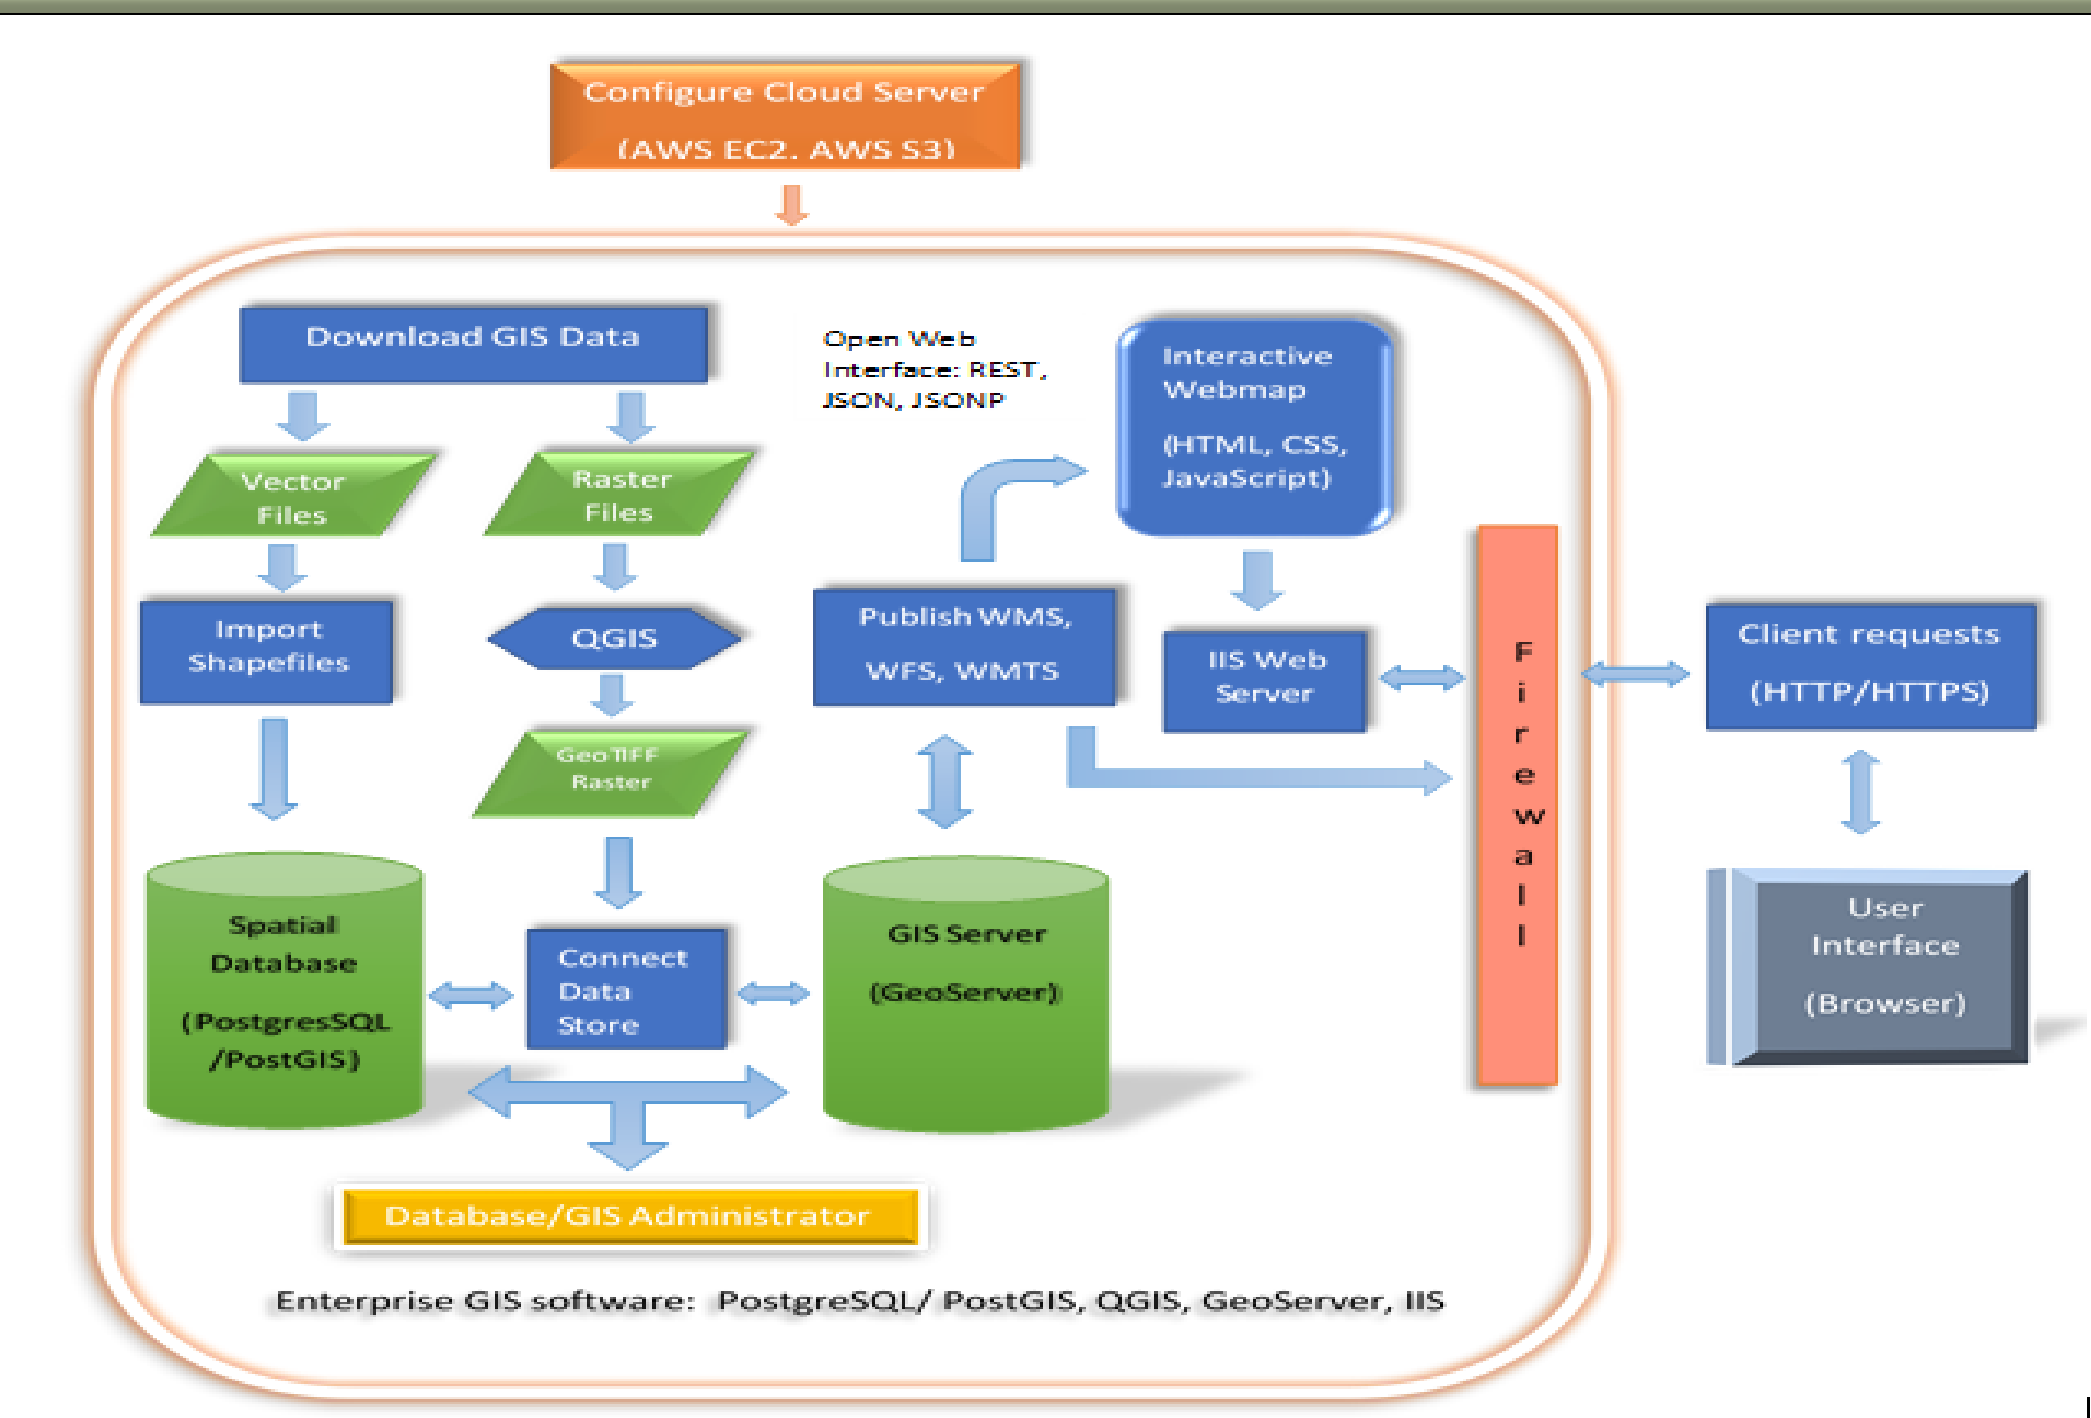 Configure Cloud Server
(AWS EC2, AWS S3)
Download GIS Data
Vector
Files
Raster
Files
Import
Shapefiles
QGIS
GeoTIFF
Raster
Spatial
Database
(PostgresSQL
/PostGIS)
Connect
Data
Store
GIS Server
(GeoServer)
Database/GIS Administrator
Open Web
Interface: REST,
JSON, JSONP
Publish WMS,
WFS, WMTS
Interactive
Webmap
(HTML, CSS,
JavaScript)
IIS Web
Server
Firewall
Client requests
(HTTP/HTTPS)
User
Interface
(Browser)
Enterprise GIS software: PostgreSQL/ PostGIS, QGIS, GeoServer, IIS